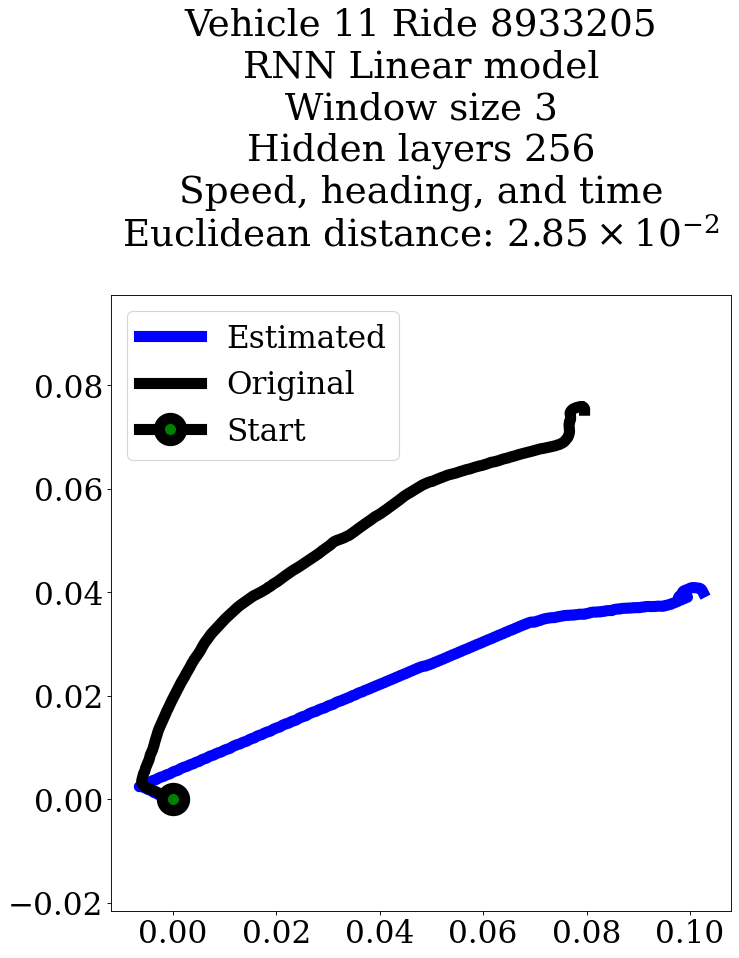 Vehicle 11 Ride 8933205
RNN Linear model
Window size 3
Hidden layers 256
Speed, heading, and time
Euclidean distance: 2.85 × 10⁻²
Estimated
Original
Start
0.08
0.06
0.04
0.02
0.00
−0.02
0.00 0.02 0.04 0.06 0.08 0.10